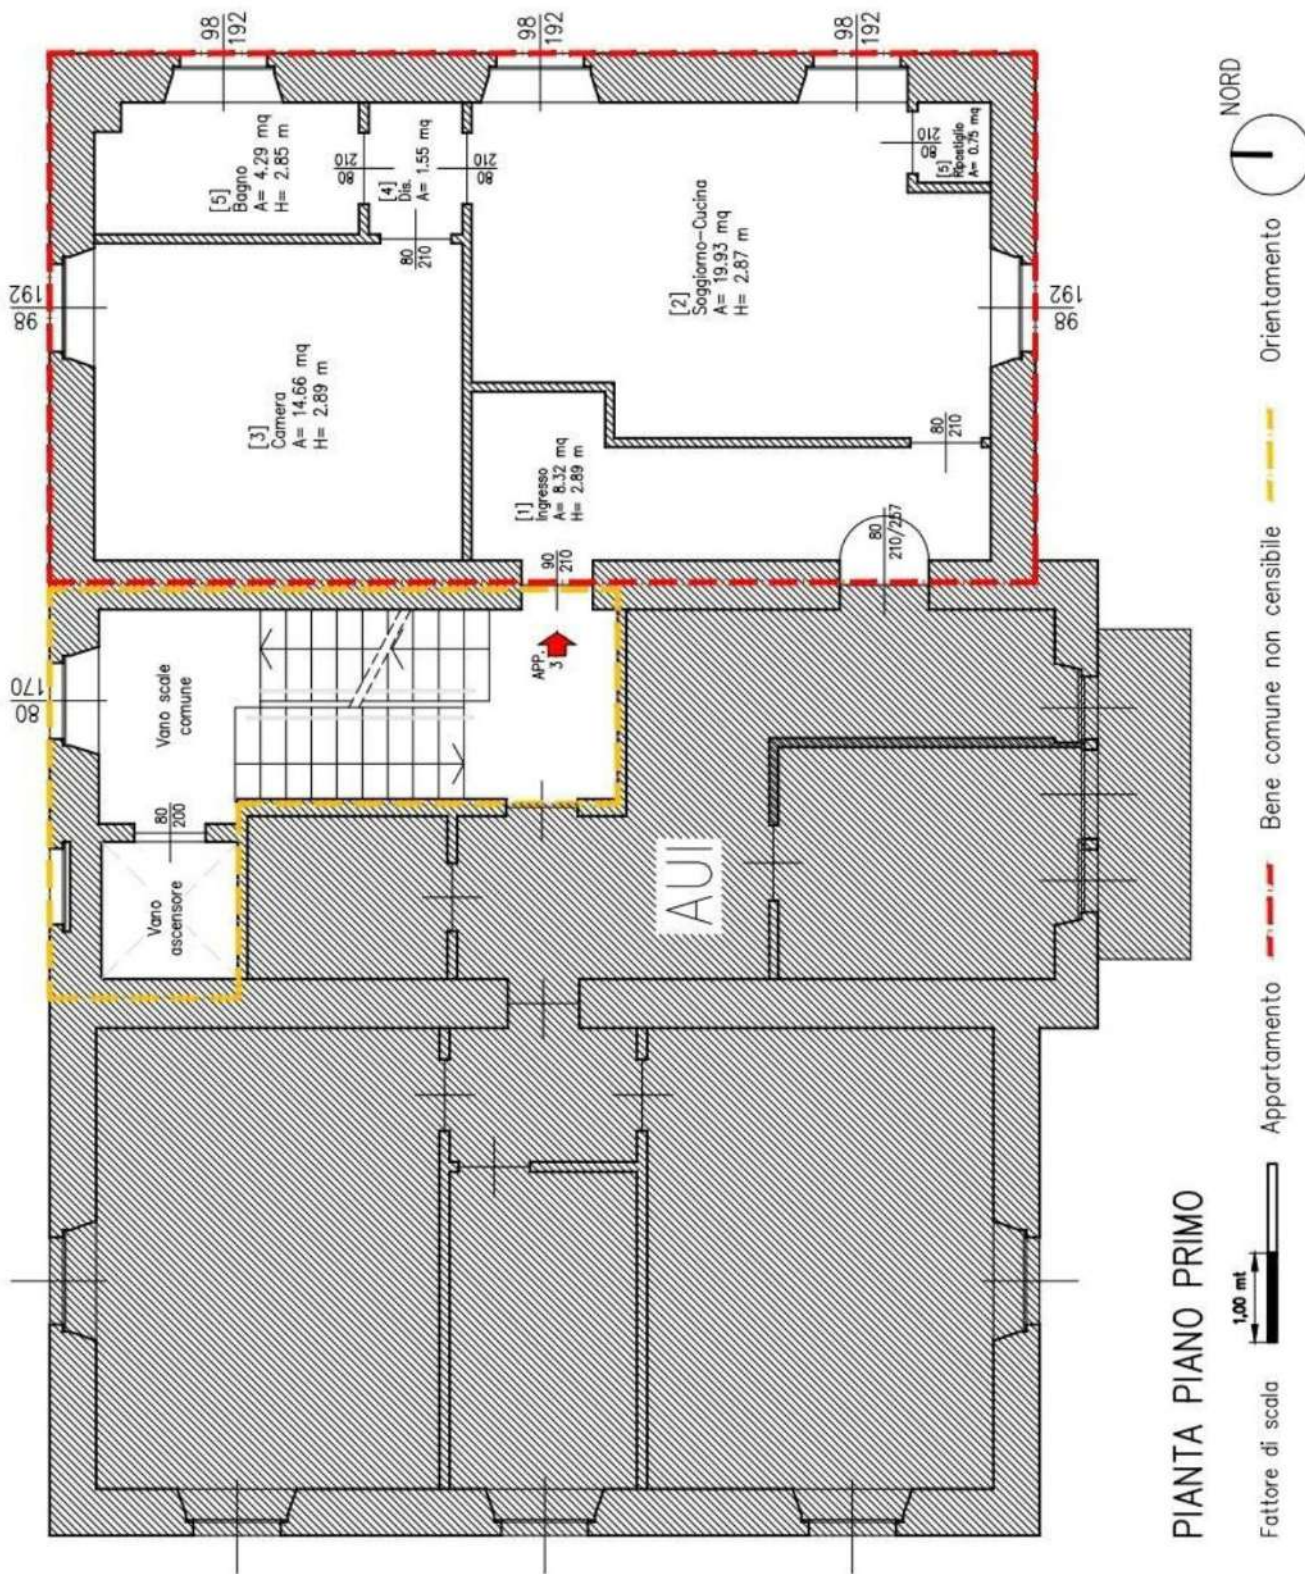 98
192
98
192
98
192
98
192
98
192
80
170
[5]
Bagno
A= 4.29 mq
H= 2.85 m
80
210
[4]
Dis.
A= 1.55 mq
80
210
80
210
[3]
Camera
A= 14.66 mq
H= 2.89 m
[2]
Soggiorno-Cucina
A= 19.93 mq
H= 2.87 m
80
210
[5]
Ripostiglio
A= 0.75 mq
[1]
Ingresso
A= 8.32 mq
H= 2.89 m
80
210
90
210
80
210/257
APP.
3
Vano scale
comune
80
200
Vano
ascensore
AUI
PIANTA PIANO PRIMO
Fattore di scala
1,00 mt
Appartamento
Bene comune non censibile
Orientamento
NORD